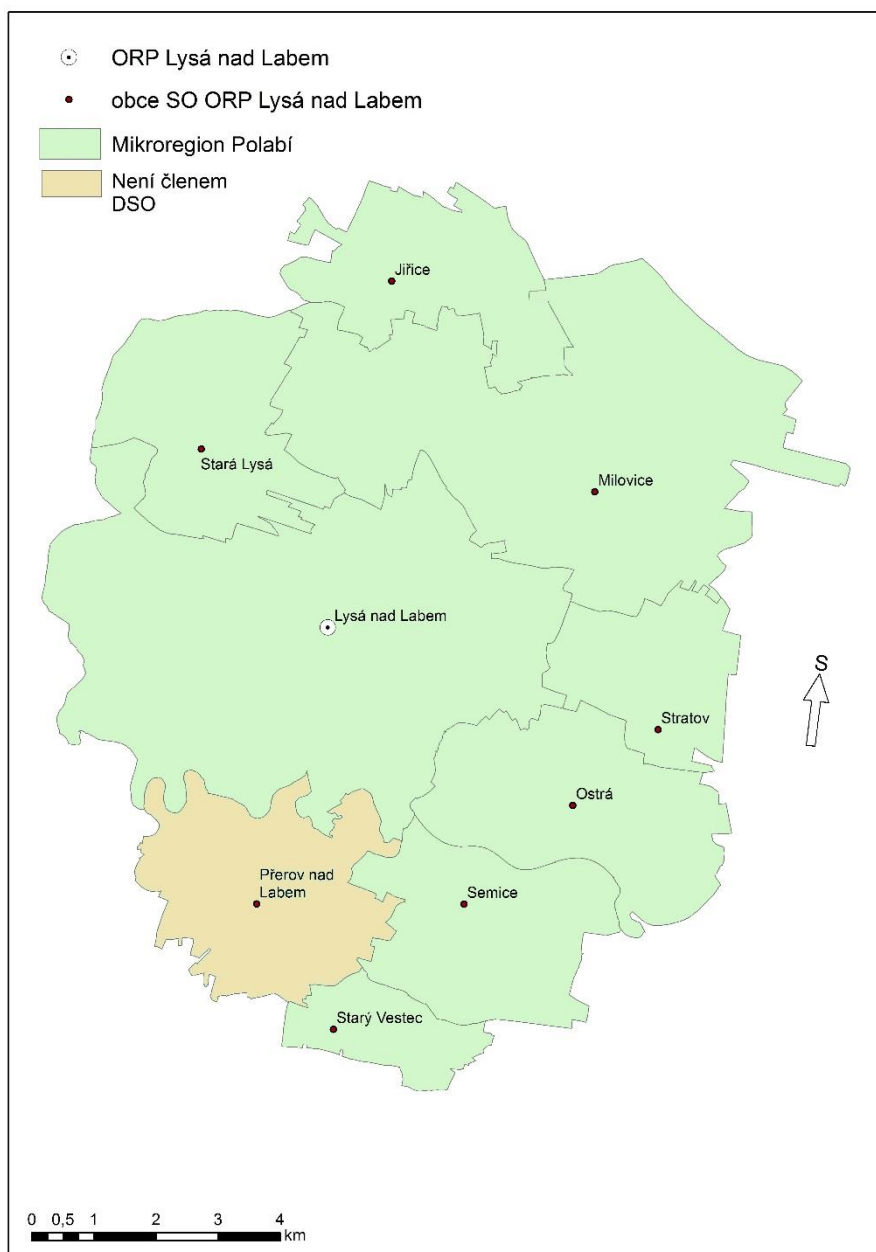 ORP Lysá nad Labem
obce SO ORP Lysá nad Labem
Mikroregion Polabí
Není členem
DSO
Jiřice
Stará Lysá
Milovice
Lysá nad Labem
S
Stratov
Ostrá
Přerov nad
Labem
Semice
Starý Vestec
0 0,5 1 2 3 4
km